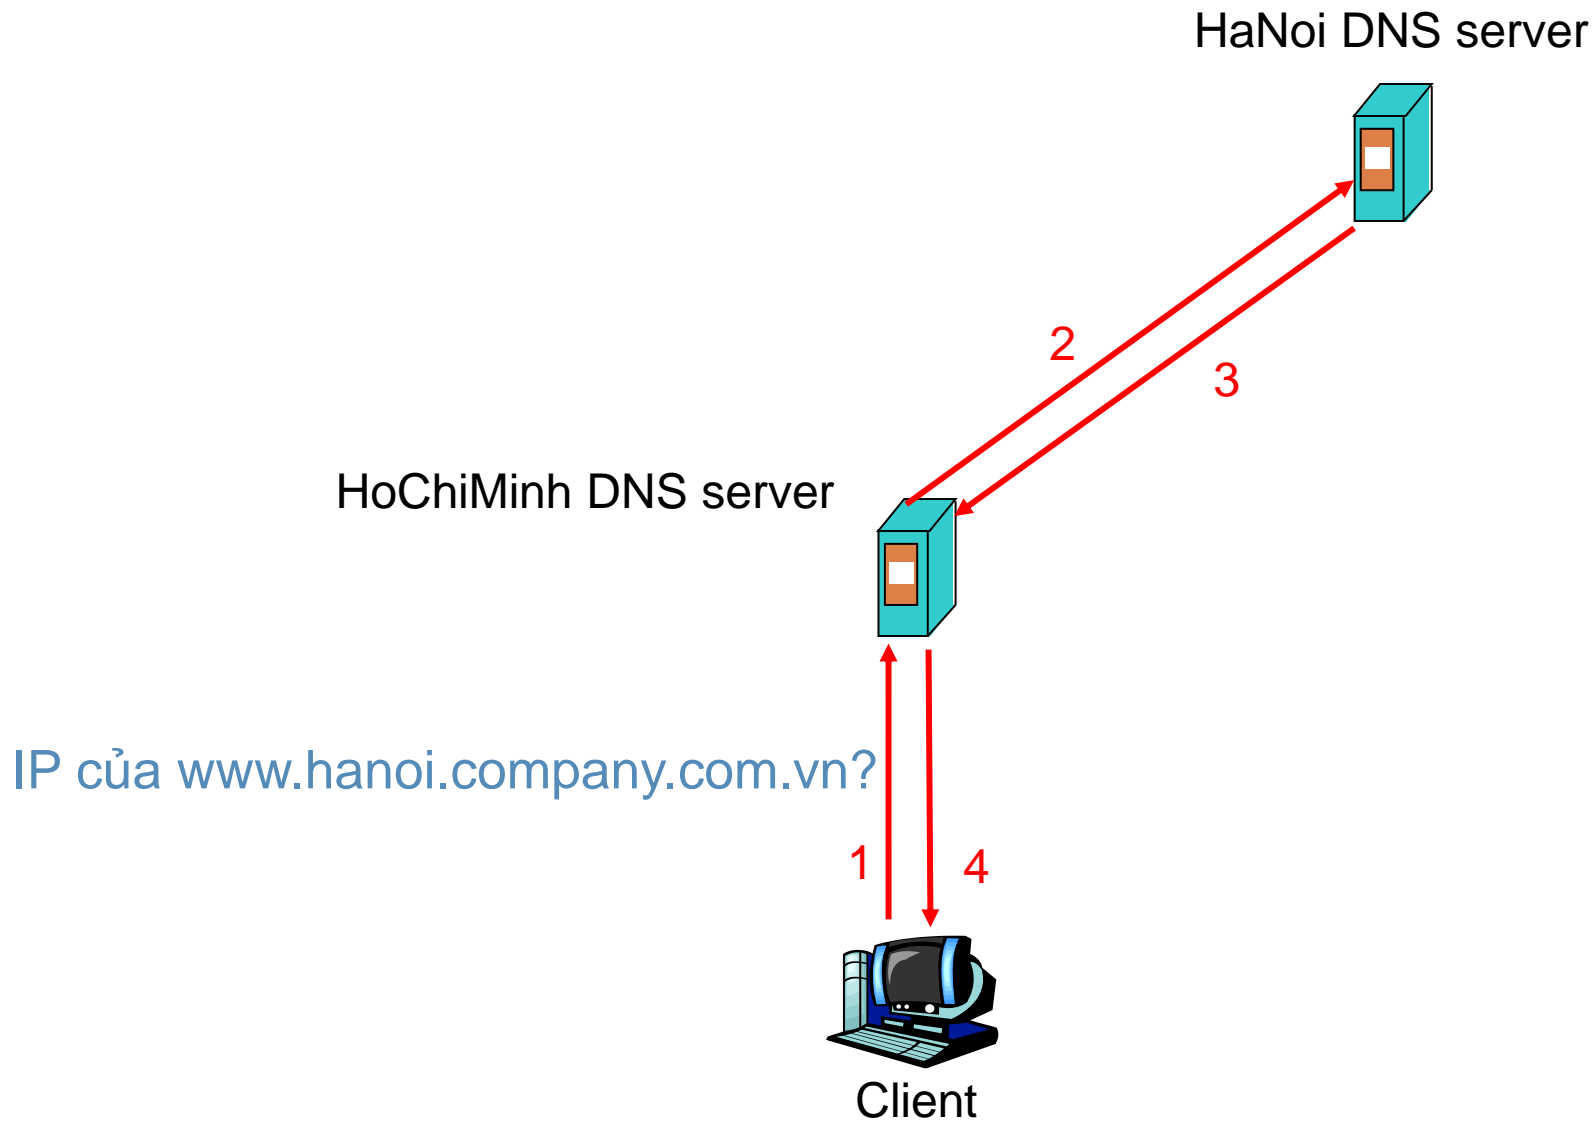 HaNoi DNS server
2
3
HoChiMinh DNS server
IP của www.hanoi.company.com.vn?
1
4
Client